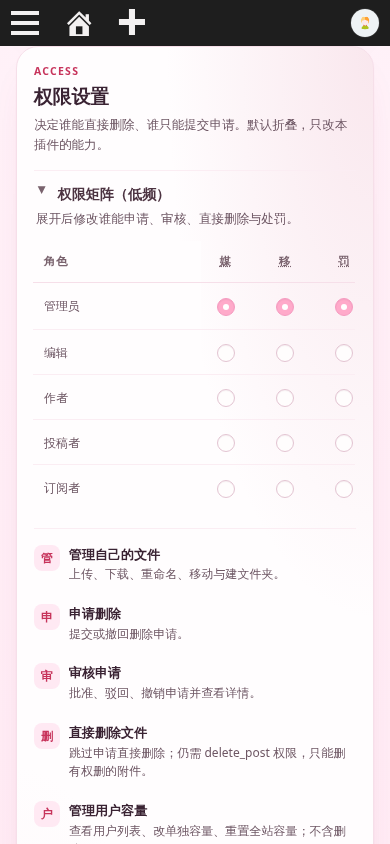 ACCESS
权限设置
决定谁能直接删除、谁只能提交申请。默认折叠，只改本
插件的能力。
▼ 权限矩阵（低频）
展开后修改谁能申请、审核、直接删除与处罚。
角色 媒 移 罚
管理员
编辑
作者
投稿者
订阅者
管 管理自己的文件
上传、下载、重命名、移动与建文件夹。
申 申请删除
提交或撤回删除申请。
审 审核申请
批准、驳回、撤销申请并查看详情。
删 直接删除文件
跳过申请直接删除；仍需 delete_post 权限，只能删
有权删的附件。
户 管理用户容量
查看用户列表、改单独容量、重置全站容量；不含删